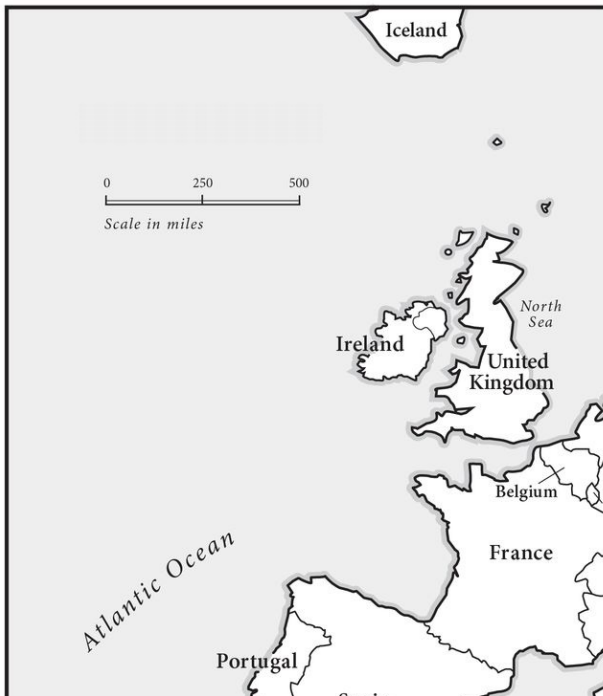 Iceland
0 250 500
Scale in miles
North
Sea
Ireland
United
Kingdom
Belgium
France
Atlantic Ocean
Portugal